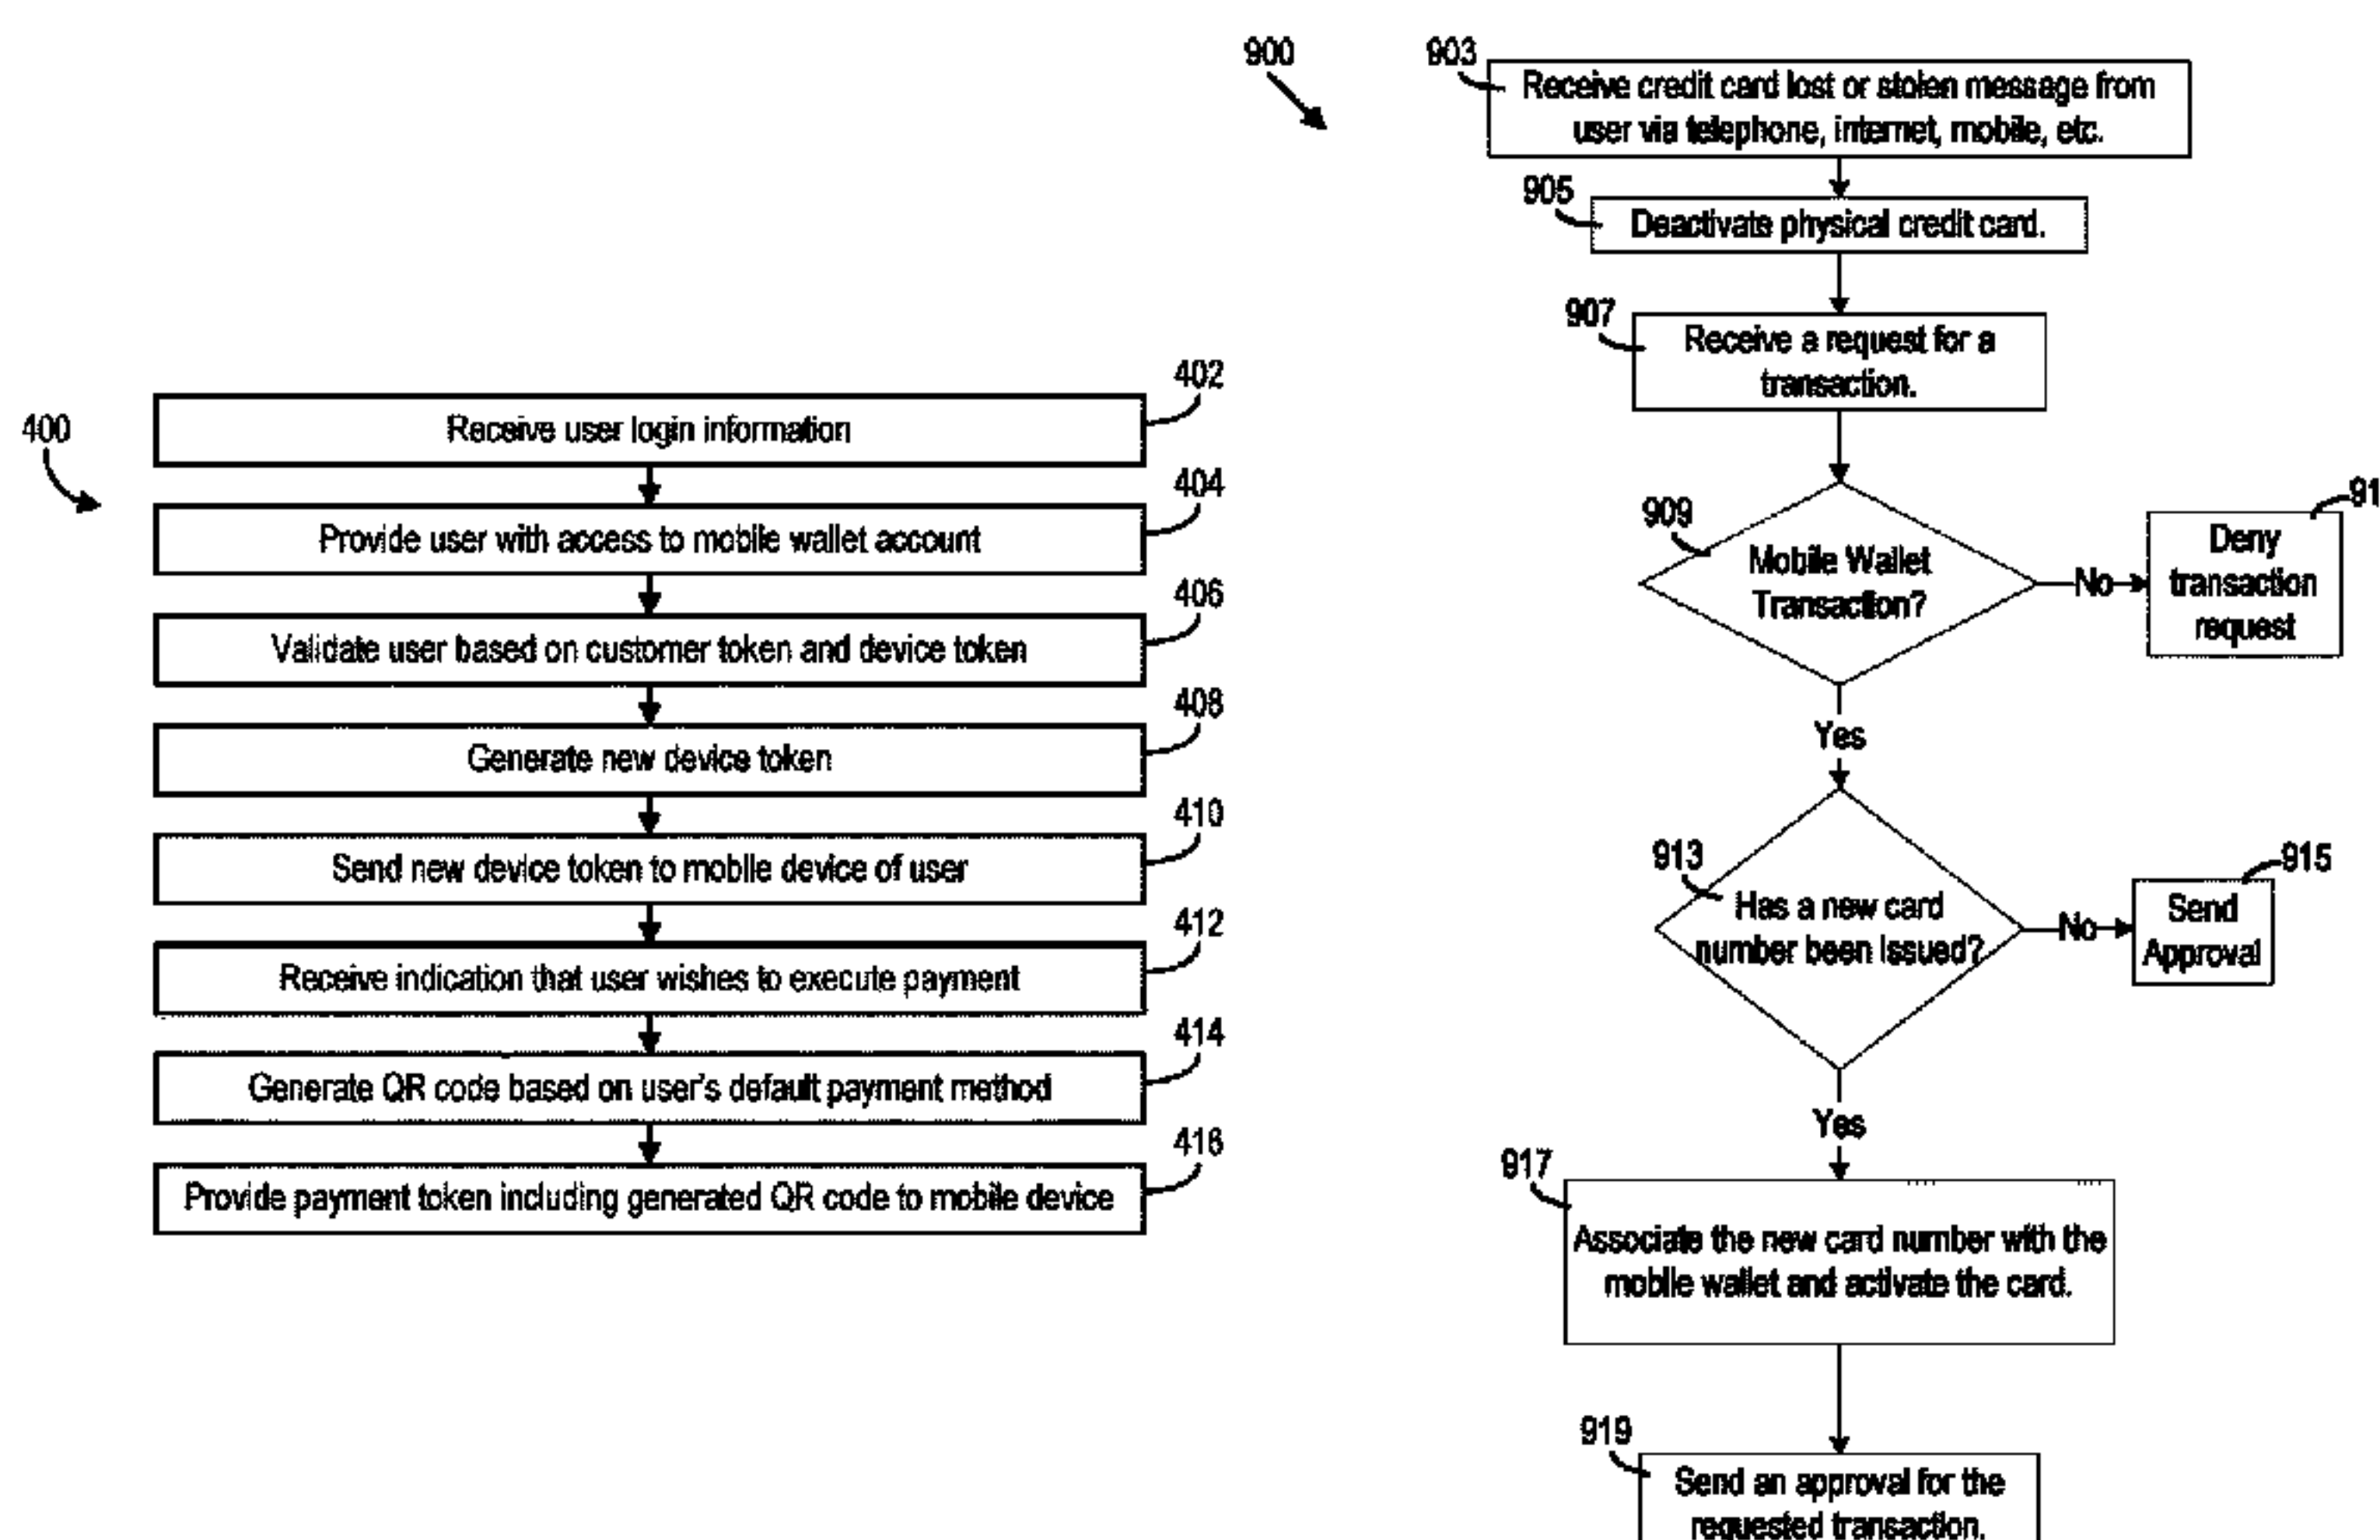 400
402
Receive user login information
404
Provide user with access to mobile wallet account
406
Validate user based on customer token and device token
408
Generate new device token
410
Send new device token to mobile device of user
412
Receive indication that user wishes to execute payment
414
Generate QR code based on user's default payment method
416
Provide payment token including generated QR code to mobile device
900
903
Receive credit card lost or stolen message from
user via telephone, internet, mobile, etc.
905
Deactivate physical credit card.
907
Receive a request for a
transaction.
909
Mobile Wallet
Transaction?
No
91
Deny
transaction
request
Yes
913
Has a new card
number been issued?
No
915
Send
Approval
Yes
917
Associate the new card number with the
mobile wallet and activate the card.
919
Send an approval for the
requested transaction.